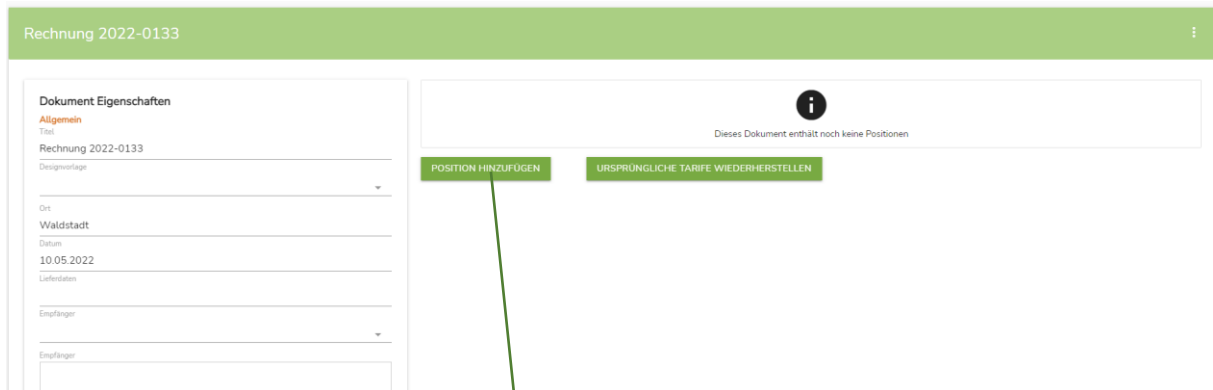 Rechnung 2022-0133
Dokument Eigenschaften
Allgemein
Titel
Rechnung 2022-0133
Designvorlage
Ort
Waldstadt
Datum
10.05.2022
Lieferdaten
Empfänger
Empfänger
Dieses Dokument enthält noch keine Positionen
POSITION HINZUFÜGEN
URSPRÜNGLICHE TARIFE WIEDERHERSTELLEN